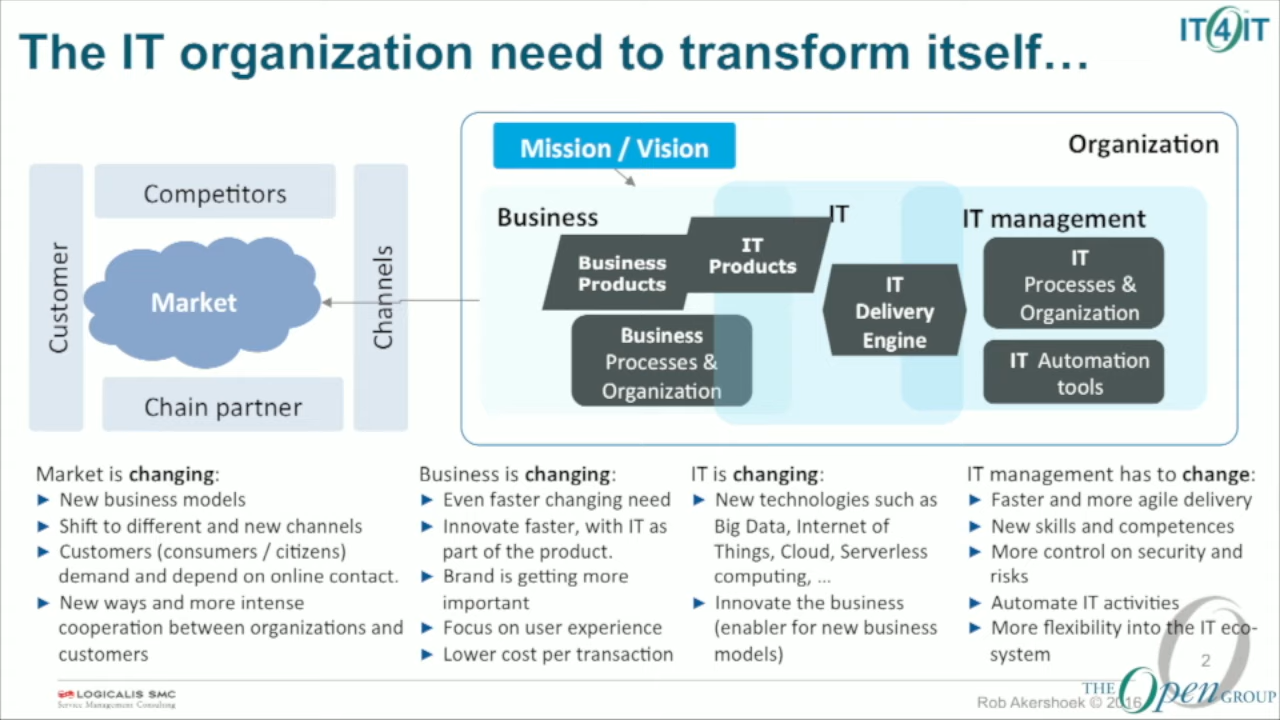 The IT organization need to transform itself...
IT4IT
Mission / Vision
Organization
Competitors
Customer
Market
Channels
Chain partner
Business
IT
IT management
Business
Products
IT
Products
Business
Processes &
Organization
IT
Delivery
Engine
IT
Processes &
Organization
IT Automation
tools
Market is changing:
New business models
Shift to different and new channels
Customers (consumers / citizens)
demand and depend on online contact.
New ways and more intense
cooperation between organizations and
customers
Business is changing:
Even faster changing need
Innovate faster, with IT as
part of the product.
Brand is getting more
important
Focus on user experience
Lower cost per transaction
IT is changing:
New technologies such as
Big Data, Internet of
Things, Cloud, Serverless
computing, ...
Innovate the business
(enabler for new business
models)
IT management has to change:
Faster and more agile delivery
New skills and competences
More control on security and
risks
Automate IT activities
More flexibility into the IT eco-
system
2
LOGICALIS SMC
Service Management Consulting
Rob Akershoek © 2016
THE Open GROUP